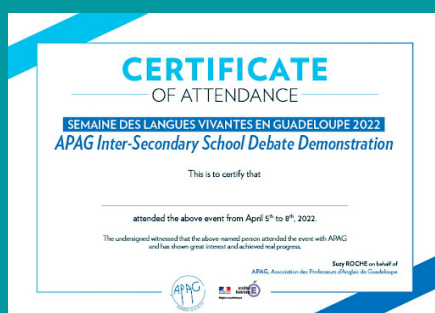 CERTIFICATE
OF ATTENDANCE
SEMAINE DES LANGUES VIVANTES EN GUADELOUPE 2022
APAG Inter-Secondary School Debate Demonstration
This is to certify that
attended the above event from April 5th to 8th, 2022.
The undersigned witnessed that the above-named person attended the event with APAG
and has shown great interest and achieved real progress.
Suzy ROCHE on behalf of
APAG, Association des Professeurs d'Anglais de Guadeloupe
APAG